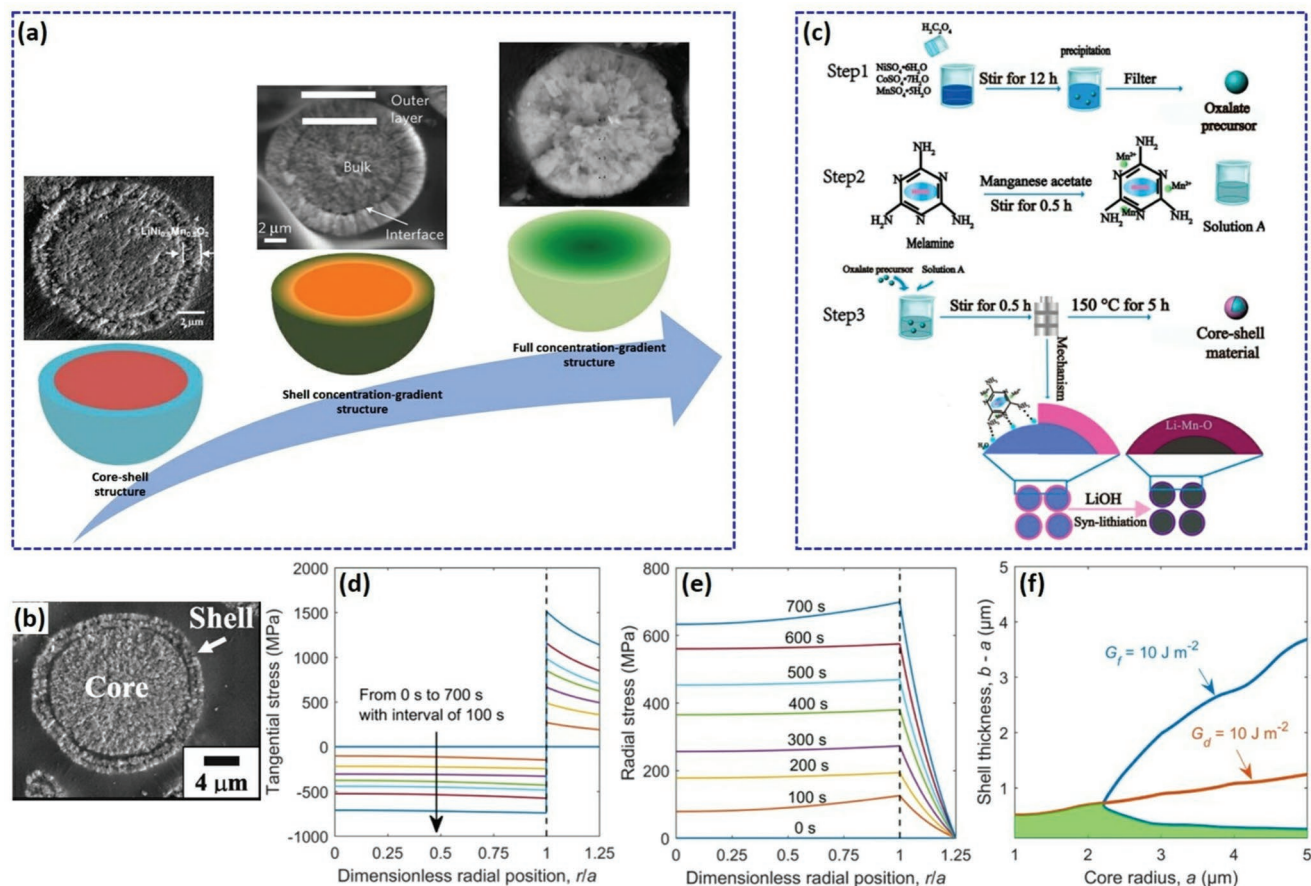 (a)
LiNi0.5Mn0.5O2
2 μm
Core-shell
structure
Outer
layer
Bulk
Interface
2 μm
Shell concentration-gradient
structure
Full concentration-gradient
structure
(c)
Step1
H2C2O4
NiSO4•6H2O
CoSO4•7H2O
MnSO4•5H2O
Stir for 12 h
precipitation
Filter
Oxalate
precursor
Step2
NH2
N
N
N
H2N
NH2
Melamine
Manganese acetate
Stir for 0.5 h
NH2
Mn2+
N
N
Mn2+
N
NH2
NH2
Solution A
Step3
Oxalate precursor
Solution A
Stir for 0.5 h
150 °C for 5 h
Core-shell
material
Mechanism
H2O
Li-Mn-O
LiOH
Syn-lithiation
(b)
Shell
Core
4 μm
(d)
Tangential stress (MPa)
2000
1500
1000
500
0
-500
-1000
From 0 s to 700 s
with interval of 100 s
0
0.25
0.5
0.75
1
1.25
Dimensionless radial position, r/a
(e)
Radial stress (MPa)
800
600
400
200
0
700 s
600 s
500 s
400 s
300 s
200 s
100 s
0 s
0
0.25
0.5
0.75
1
1.25
Dimensionless radial position, r/a
(f)
Shell thickness, b - a (μm)
5
4
3
2
1
Gf = 10 J m-2
Gd = 10 J m-2
1
2
3
4
5
Core radius, a (μm)